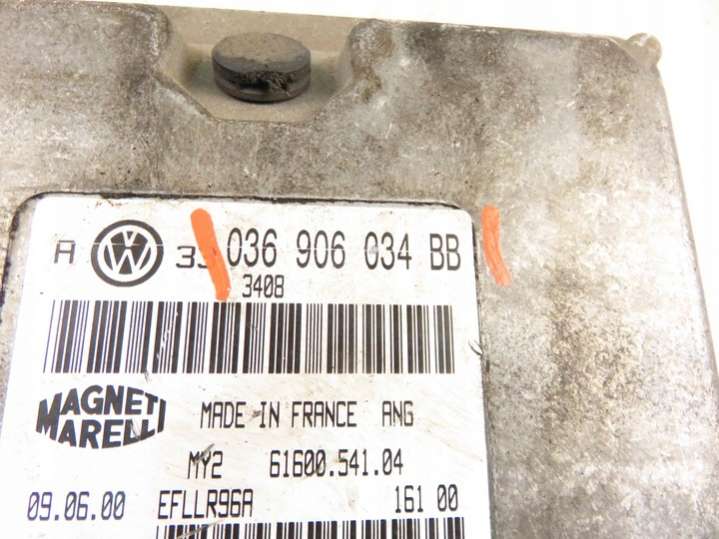 A VW 036 906 034 BB
3408
MAGNETI MARELLI
MADE IN FRANCE ANG
MY2 61600.541.04
09.06.00 EFLLR96A 161 00